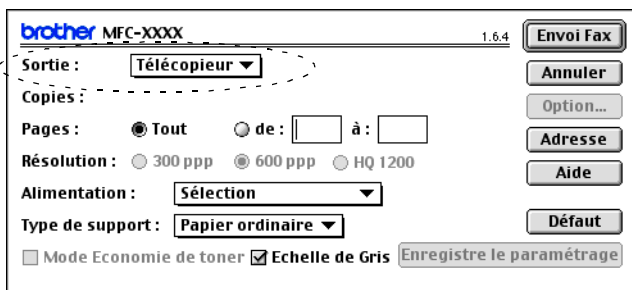 brother MFC-XXXX 1.6.4 Envoi Fax
Sortie : Télécopieur
Annuler
Copies :
Option...
Pages : Tout de : à :
Adresse
Résolution : 300 ppp 600 ppp HQ 1200
Aide
Alimentation : Sélection
Type de support : Papier ordinaire
Défaut
Mode Economie de toner Echelle de Gris Enregistre le paramétrage